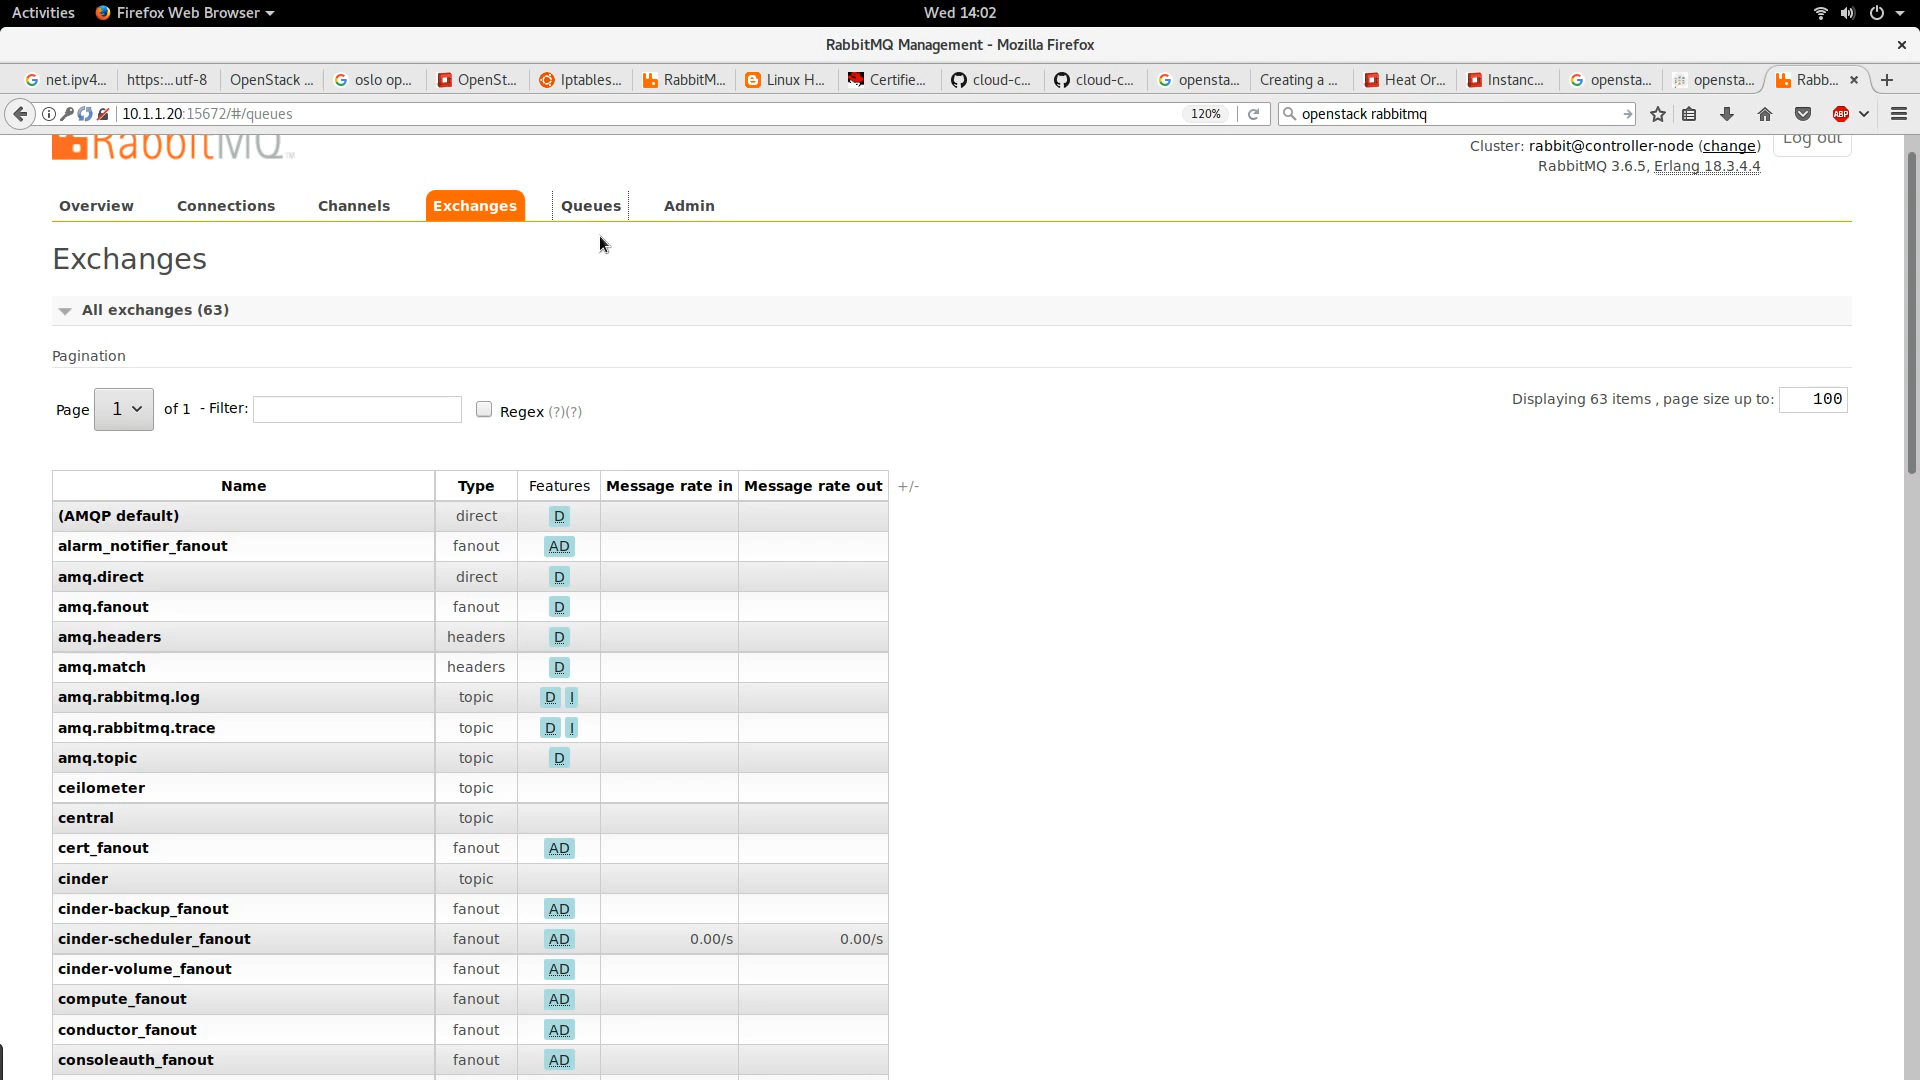 Activities Firefox Web Browser Wed 14:02
RabbitMQ Management - Mozilla Firefox
net.ipv4... https:...utf-8 OpenStack ... oslo op... OpenSt... Iptables... RabbitM... Linux H... Certifie... cloud-c... cloud-c... opensta... Creating a ... Heat Or... Instanc... opensta... opensta... Rabb...
10.1.1.20:15672/#/queues 120% openstack rabbitmq ABP
RabbitMQ
Log out
Cluster: rabbit@controller-node (change)
RabbitMQ 3.6.5, Erlang 18.3.4.4
Overview Connections Channels Exchanges Queues Admin
Exchanges
All exchanges (63)
Pagination
Page 1 of 1 - Filter: Regex (?)(?) Displaying 63 items , page size up to: 100
Name Type Features Message rate in Message rate out +/-
(AMQP default) direct D
alarm_notifier_fanout fanout AD
amq.direct direct D
amq.fanout fanout D
amq.headers headers D
amq.match headers D
amq.rabbitmq.log topic D I
amq.rabbitmq.trace topic D I
amq.topic topic D
ceilometer topic
central topic
cert_fanout fanout AD
cinder topic
cinder-backup_fanout fanout AD
cinder-scheduler_fanout fanout AD 0.00/s 0.00/s
cinder-volume_fanout fanout AD
compute_fanout fanout AD
conductor_fanout fanout AD
consoleauth_fanout fanout AD